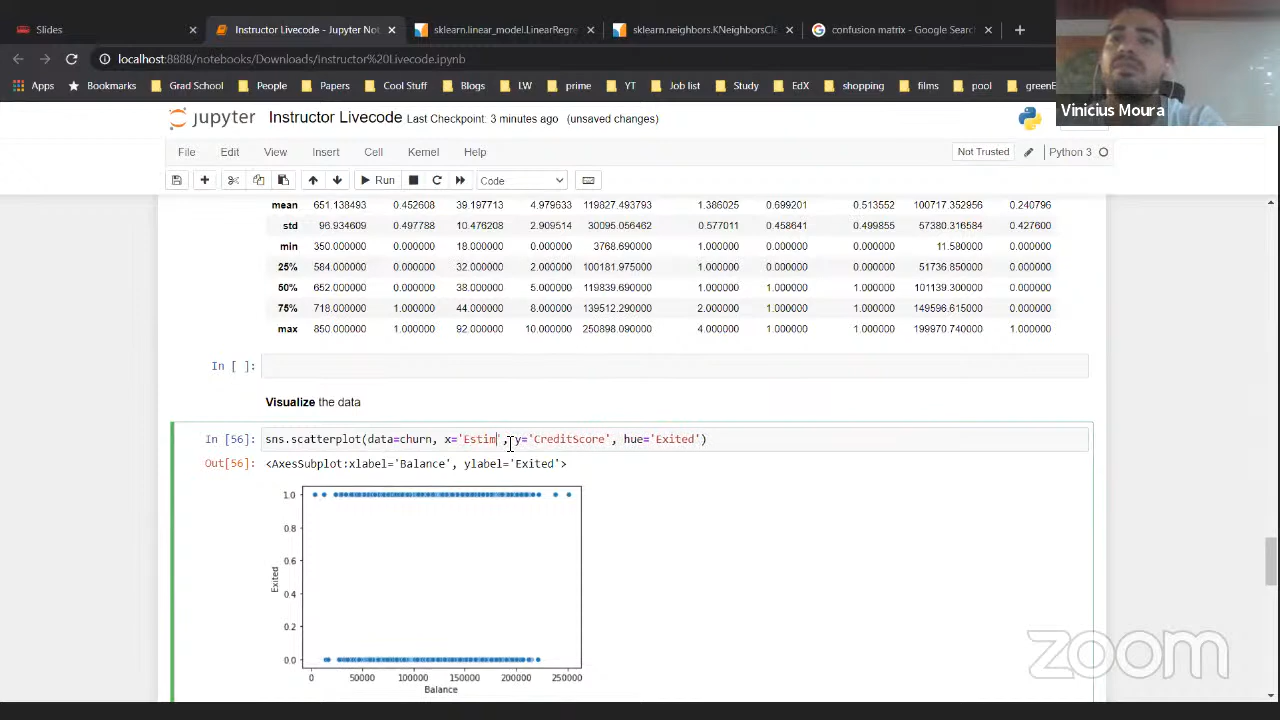 Slides
Instructor Livecode - Jupyter Not
sklearn.linear_model.LinearRegre
sklearn.neighbors.KNeighborsCla
confusion matrix - Google Search
localhost:8888/notebooks/Downloads/Instructor%20Livecode.ipynb
Apps Bookmarks Grad School People Papers Cool Stuff Blogs LW prime YT Job list Study EdX shopping films pool greenE
Vinicius Moura
jupyter Instructor Livecode Last Checkpoint: 3 minutes ago (unsaved changes)
File Edit View Insert Cell Kernel Help Not Trusted Python 3
Run Code
mean 651.138493 0.452608 39.197713 4.979533 119827.493793 1.386025 0.699201 0.513552 100717.352956 0.240796
std 96.934609 0.497788 10.476208 2.909514 30095.056462 0.577011 0.458641 0.499855 57380.316584 0.427600
min 350.000000 0.000000 18.000000 0.000000 3768.690000 1.000000 0.000000 0.000000 11.580000 0.000000
25% 584.000000 0.000000 32.000000 2.000000 100181.975000 1.000000 0.000000 0.000000 51736.850000 0.000000
50% 652.000000 0.000000 38.000000 5.000000 119839.690000 1.000000 1.000000 1.000000 101139.300000 0.000000
75% 718.000000 1.000000 44.000000 8.000000 139512.290000 2.000000 1.000000 1.000000 149596.615000 0.000000
max 850.000000 1.000000 92.000000 10.000000 250898.090000 4.000000 1.000000 1.000000 199970.740000 1.000000
In [ ]:
Visualize the data
In [56]: sns.scatterplot(data=churn, x='Estim', y='CreditScore', hue='Exited')
Out[56]: <AxesSubplot:xlabel='Balance', ylabel='Exited'>
1.0
0.8
0.6
0.4
0.2
0.0
Exited
0 50000 100000 150000 200000 250000
Balance
zoom